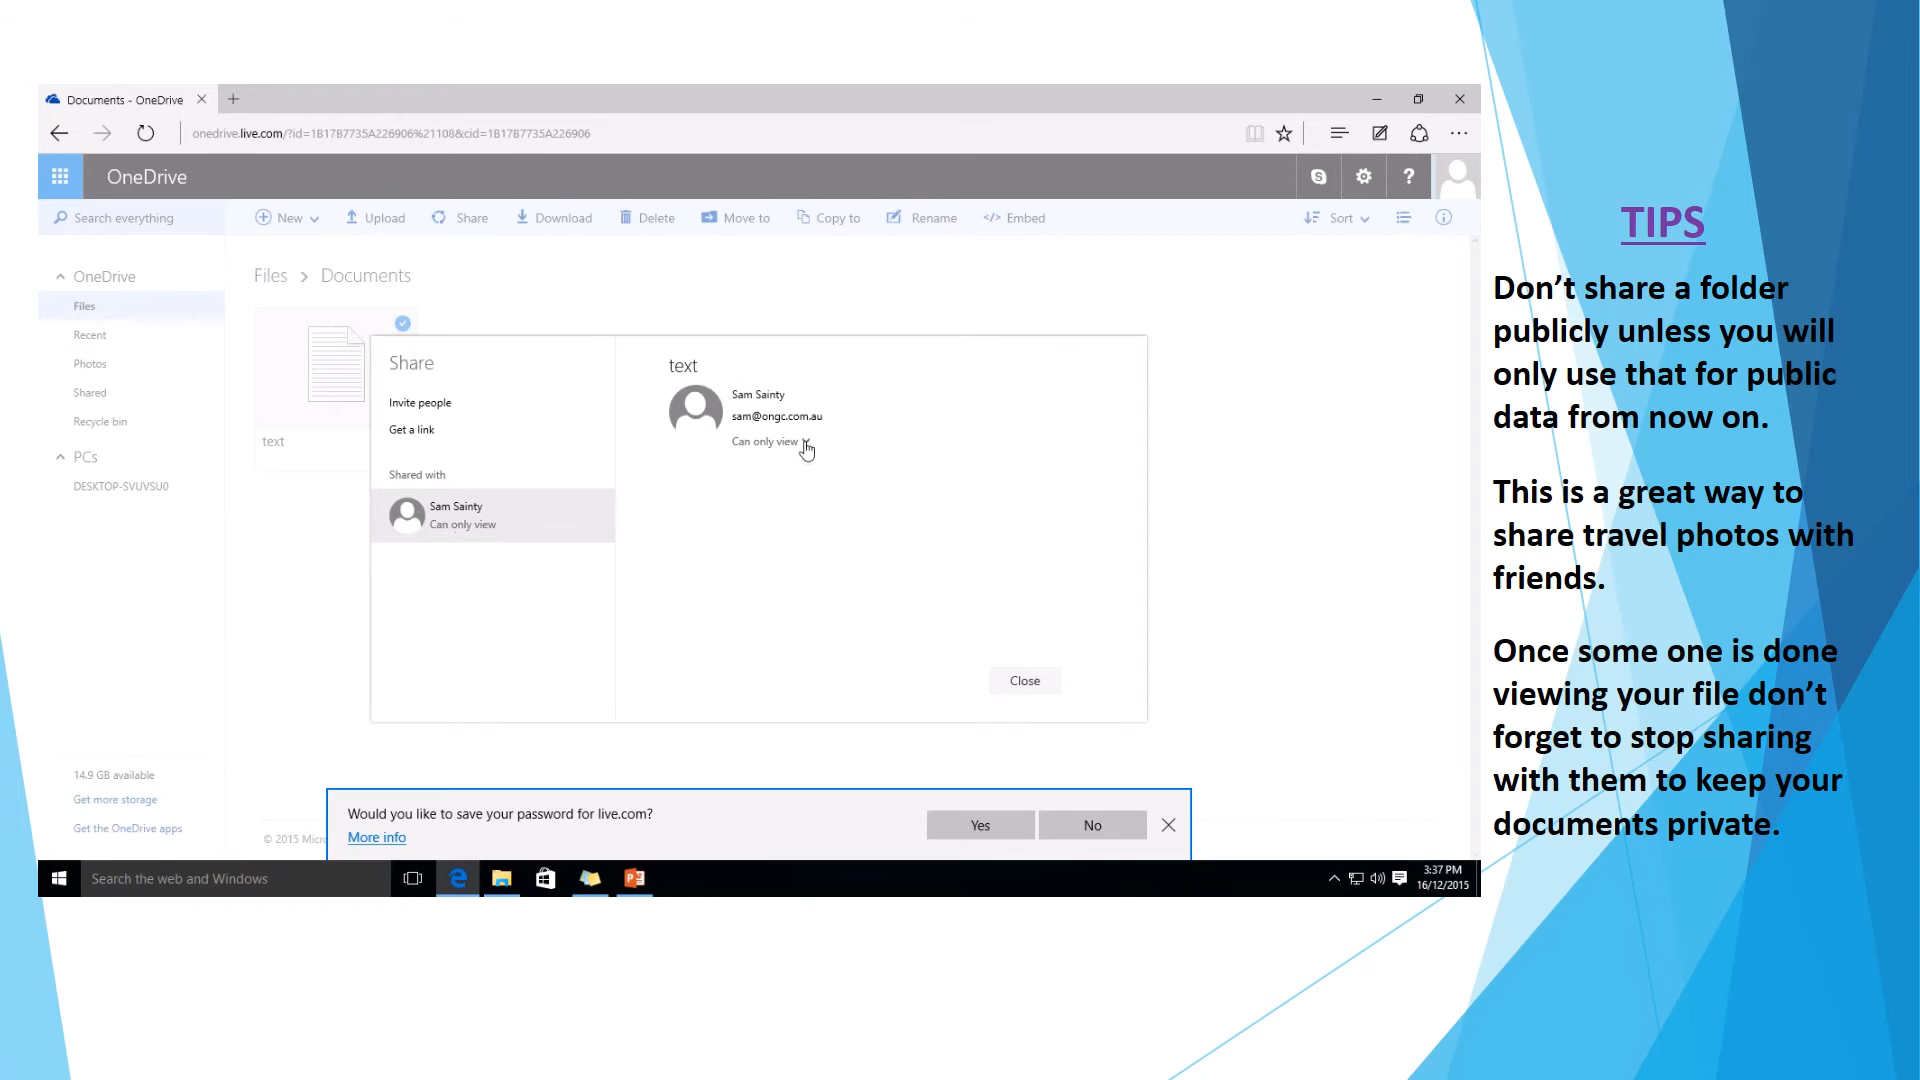 Documents - OneDrive
onedrive.live.com/?id=1B17B7735A226906%21108&cid=1B17B7735A226906
OneDrive
?
Search everything
New
Upload
Share
Download
Delete
Move to
Copy to
Rename
</> Embed
Sort
OneDrive
Files
Recent
Photos
Shared
Recycle bin
PCs
DESKTOP-SVUVSU0
14.9 GB available
Get more storage
Get the OneDrive apps
Files > Documents
text
© 2015 Micr
Share
Invite people
Get a link
Shared with
Sam Sainty
Can only view
text
Sam Sainty
sam@ongc.com.au
Can only view
Close
Would you like to save your password for live.com?
More info
Yes
No
Search the web and Windows
3:37 PM
16/12/2015
TIPS
Don’t share a folder
publicly unless you will
only use that for public
data from now on.
This is a great way to
share travel photos with
friends.
Once some one is done
viewing your file don’t
forget to stop sharing
with them to keep your
documents private.